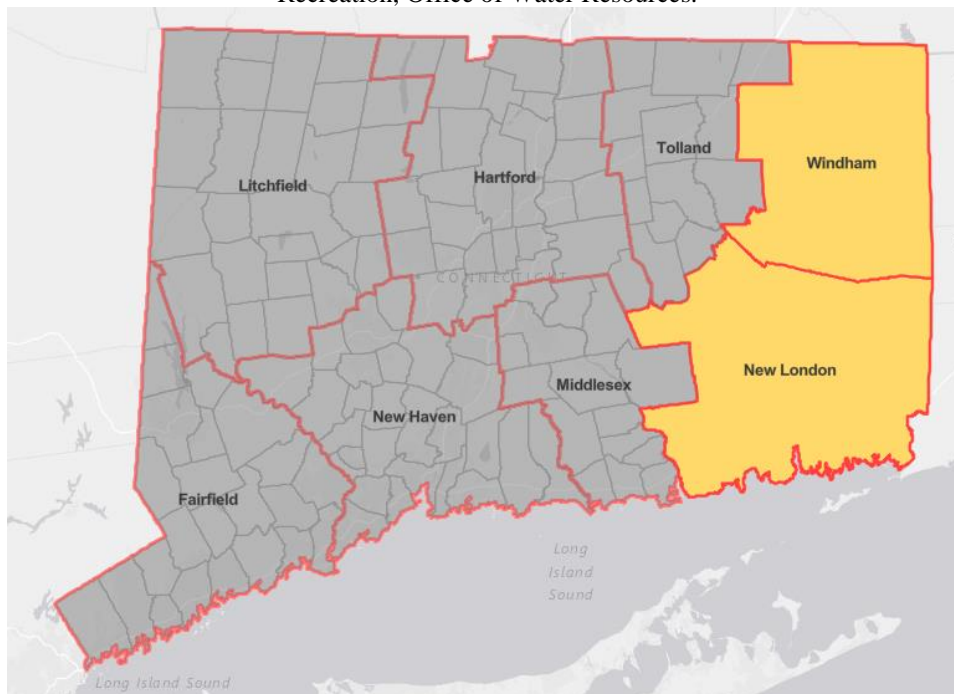 Recreation, Office of Water Resources.
Tolland
Windham
Litchfield
Hartford
CONNECTICUT
New London
Middlesex
New Haven
Fairfield
Long
Island
Sound
Long Island Sound